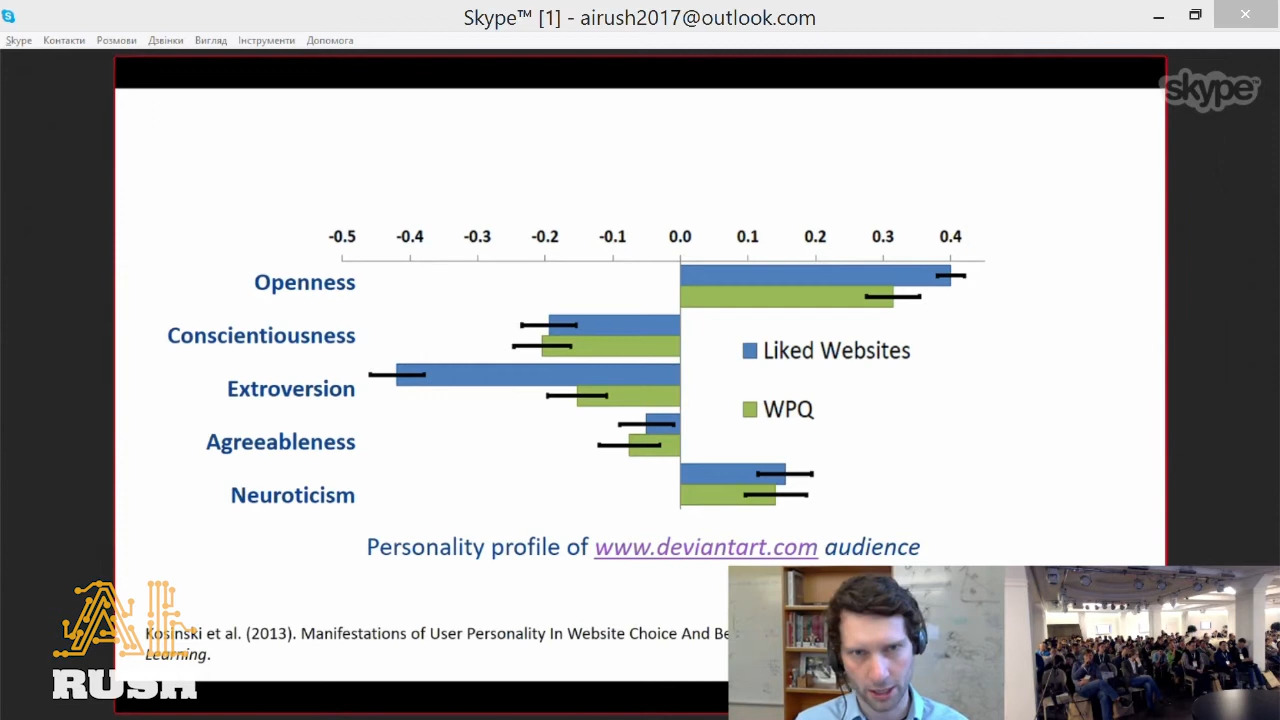 Skype™ [1] - airush2017@outlook.com
Skype Контакти Розмови Дзвінки Вигляд Інструменти Допомога
skype™
-0.5 -0.4 -0.3 -0.2 -0.1 0.0 0.1 0.2 0.3 0.4
Openness
Conscientiousness
Extroversion
Agreeableness
Neuroticism
Liked Websites
WPQ
Personality profile of www.deviantart.com audience
Kosinski et al. (2013). Manifestations of User Personality In Website Choice And
Learning.
AI
RUSH